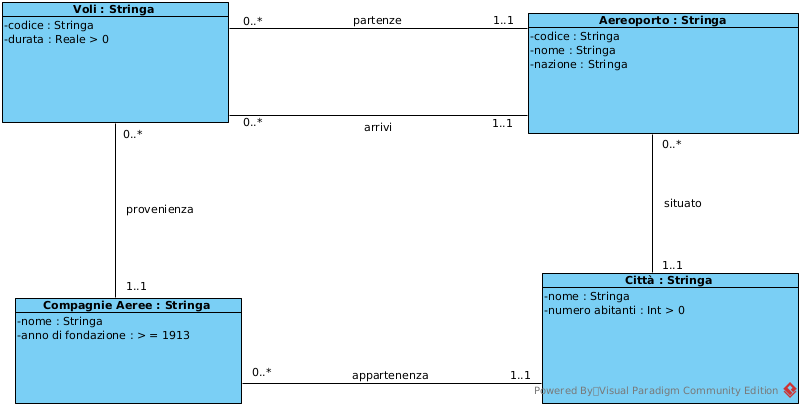 Voli : Stringa
-codice : Stringa
-durata : Reale > 0
0..*
partenze
1..1
Aereoporto : Stringa
-codice : Stringa
-nome : Stringa
-nazione : Stringa
0..*
arrivi
1..1
0..*
provenienza
1..1
0..*
situato
1..1
Compagnie Aeree : Stringa
-nome : Stringa
-anno di fondazione : > = 1913
0..*
appartenenza
1..1
Città : Stringa
-nome : Stringa
-numero abitanti : Int > 0
Powered By Visual Paradigm Community Edition